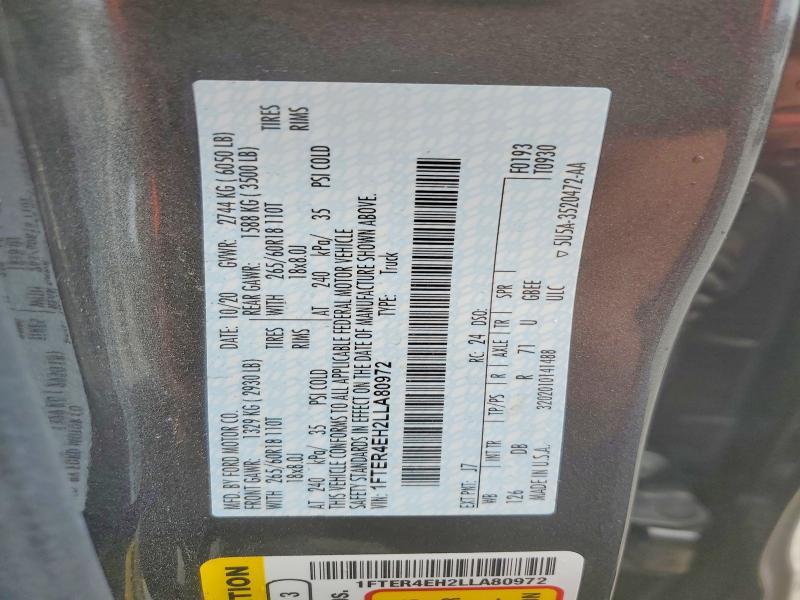 MFD. BY FORD MOTOR CO.
DATE: 10/20 GVWR: 2744 KG ( 6050 LB)
FRONT GAWR: 1329 KG ( 2930 LB) REAR GAWR: 1588 KG ( 3500 LB)
WITH 265/60R18 110T TIRES WITH 265/60R18 110T TIRES
18x8.0J RIMS 18x8.0J RIMS
AT 240 kPa/ 35 PSI COLD AT 240 kPa/ 35 PSI COLD
THIS VEHICLE CONFORMS TO ALL APPLICABLE FEDERAL MOTOR VEHICLE
SAFETY STANDARDS IN EFFECT ON THE DATE OF MANUFACTURE SHOWN ABOVE.
VIN: 1FTER4EH2LLA80972 TYPE: Truck
EXT PNT: 17 RC: 24 DSO: F0193
T0930
WB INT TR TP/PS R AXLE TR SPR
126 DB R 71 U GBEE
MADE IN U.S.A. 3202010141488 ULC
▽ 5U5A-3520472-AA
1FTER4EH2LLA80972
3